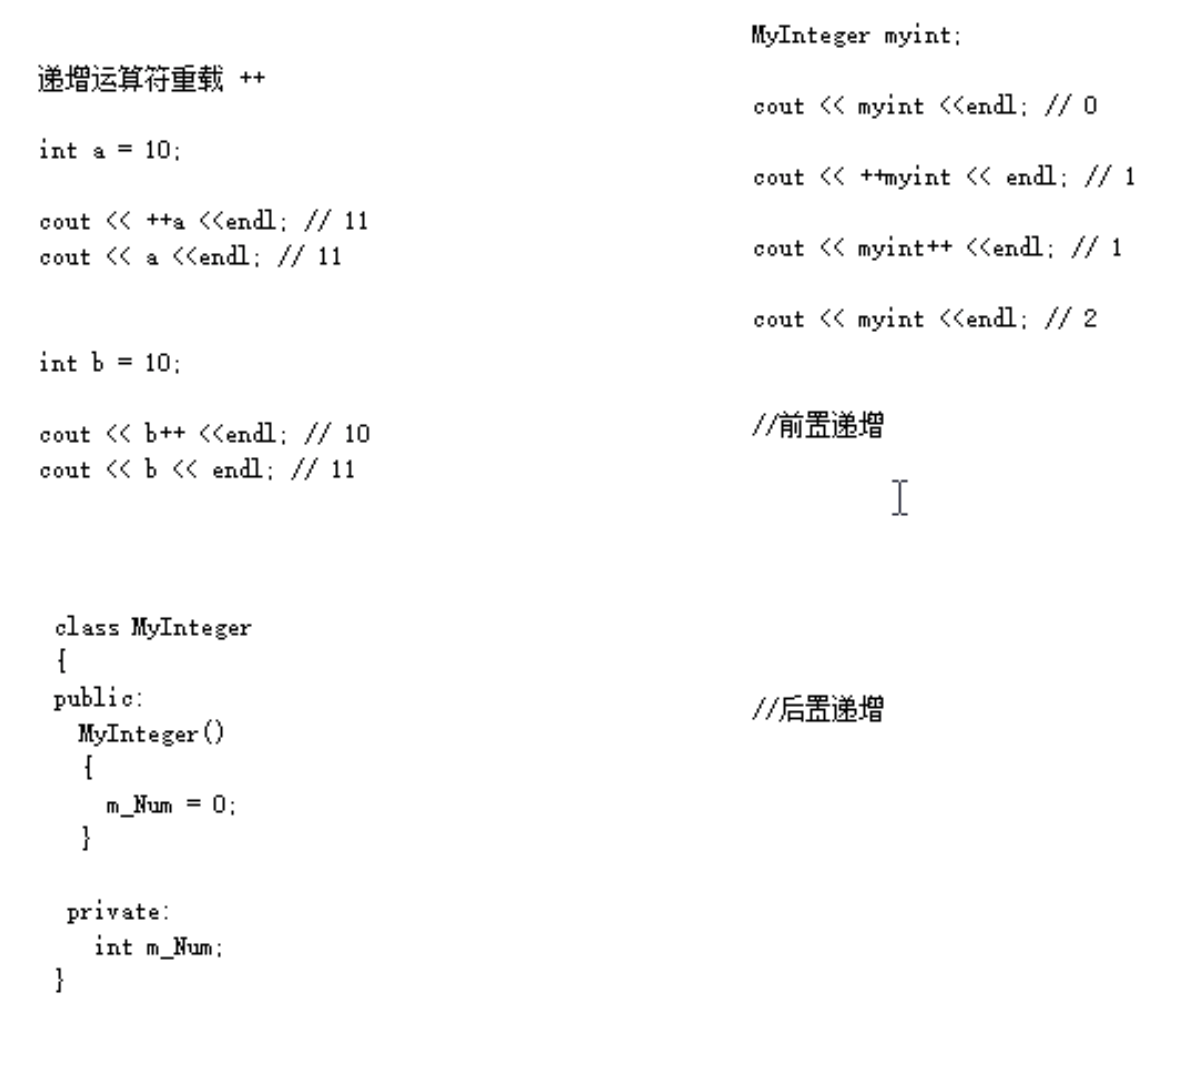 递增运算符重载 ++
int a = 10;
cout << ++a <<endl; // 11
cout << a <<endl; // 11
int b = 10;
cout << b++ <<endl; // 10
cout << b << endl; // 11
class MyInteger
{
public:
MyInteger()
{
m_Num = 0;
}
private:
int m_Num;
}
MyInteger myint;
cout << myint <<endl; // 0
cout << ++myint << endl; // 1
cout << myint++ <<endl; // 1
cout << myint <<endl; // 2
//前置递增
//后置递增